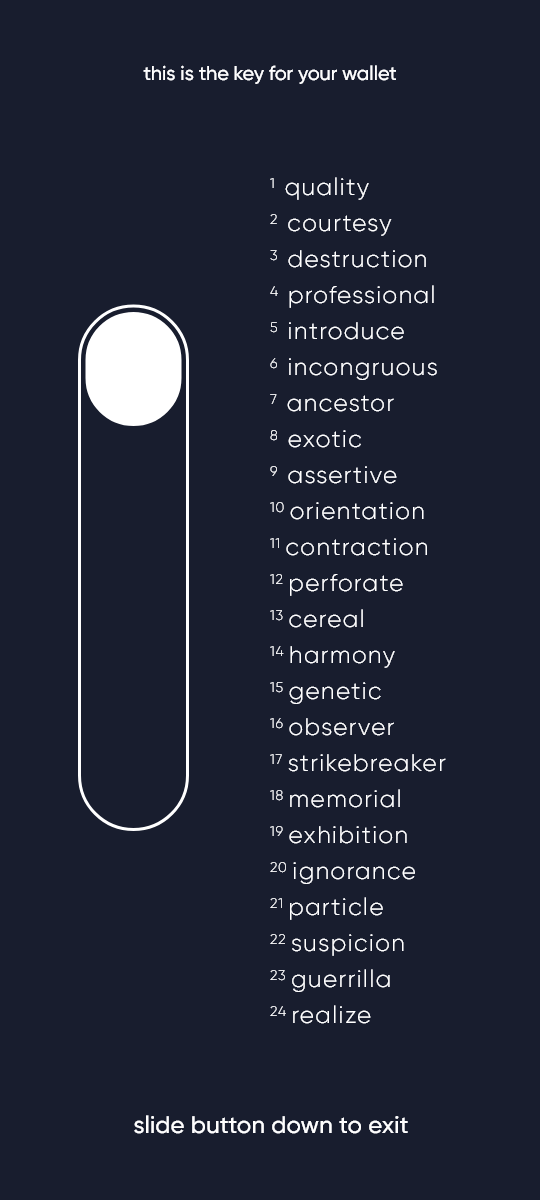 this is the key for your wallet
1 quality
2 courtesy
3 destruction
4 professional
5 introduce
6 incongruous
7 ancestor
8 exotic
9 assertive
10 orientation
11 contraction
12 perforate
13 cereal
14 harmony
15 genetic
16 observer
17 strikebreaker
18 memorial
19 exhibition
20 ignorance
21 particle
22 suspicion
23 guerrilla
24 realize
slide button down to exit